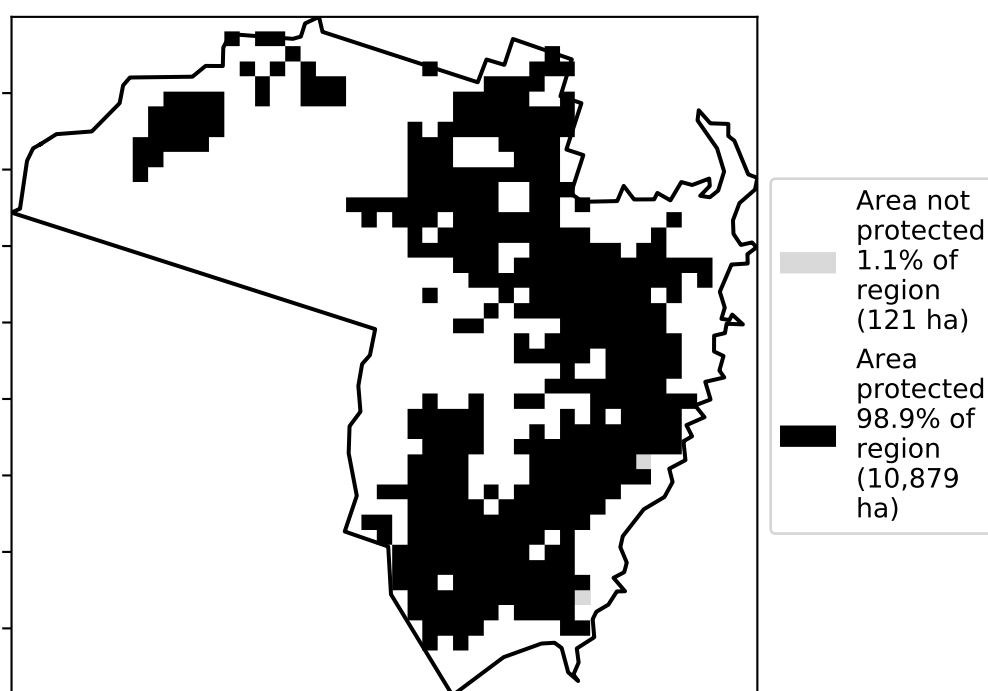 Area not
protected
1.1% of
region
(121 ha)
Area
protected
98.9% of
region
(10,879
ha)